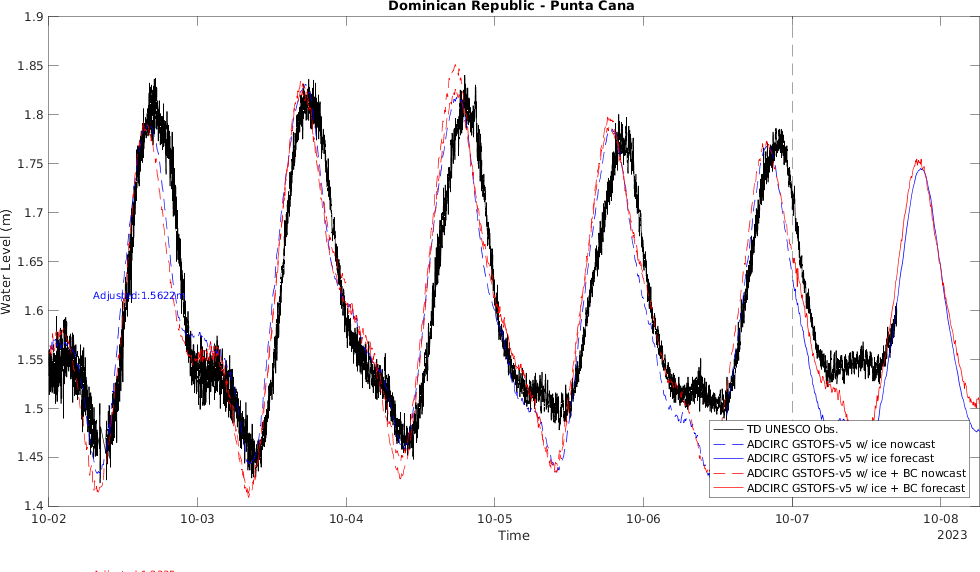 Dominican Republic - Punta Cana
1.9
1.85
1.8
1.75
1.7
1.65
1.6
1.55
1.5
1.45
1.4
Water Level (m)
Adjusted:1.5622m
TD UNESCO Obs.
ADCIRC GSTOFS-v5 w/ ice nowcast
ADCIRC GSTOFS-v5 w/ ice forecast
ADCIRC GSTOFS-v5 w/ ice + BC nowcast
ADCIRC GSTOFS-v5 w/ ice + BC forecast
10-02 10-03 10-04 10-05 10-06 10-07 10-08
Time
2023